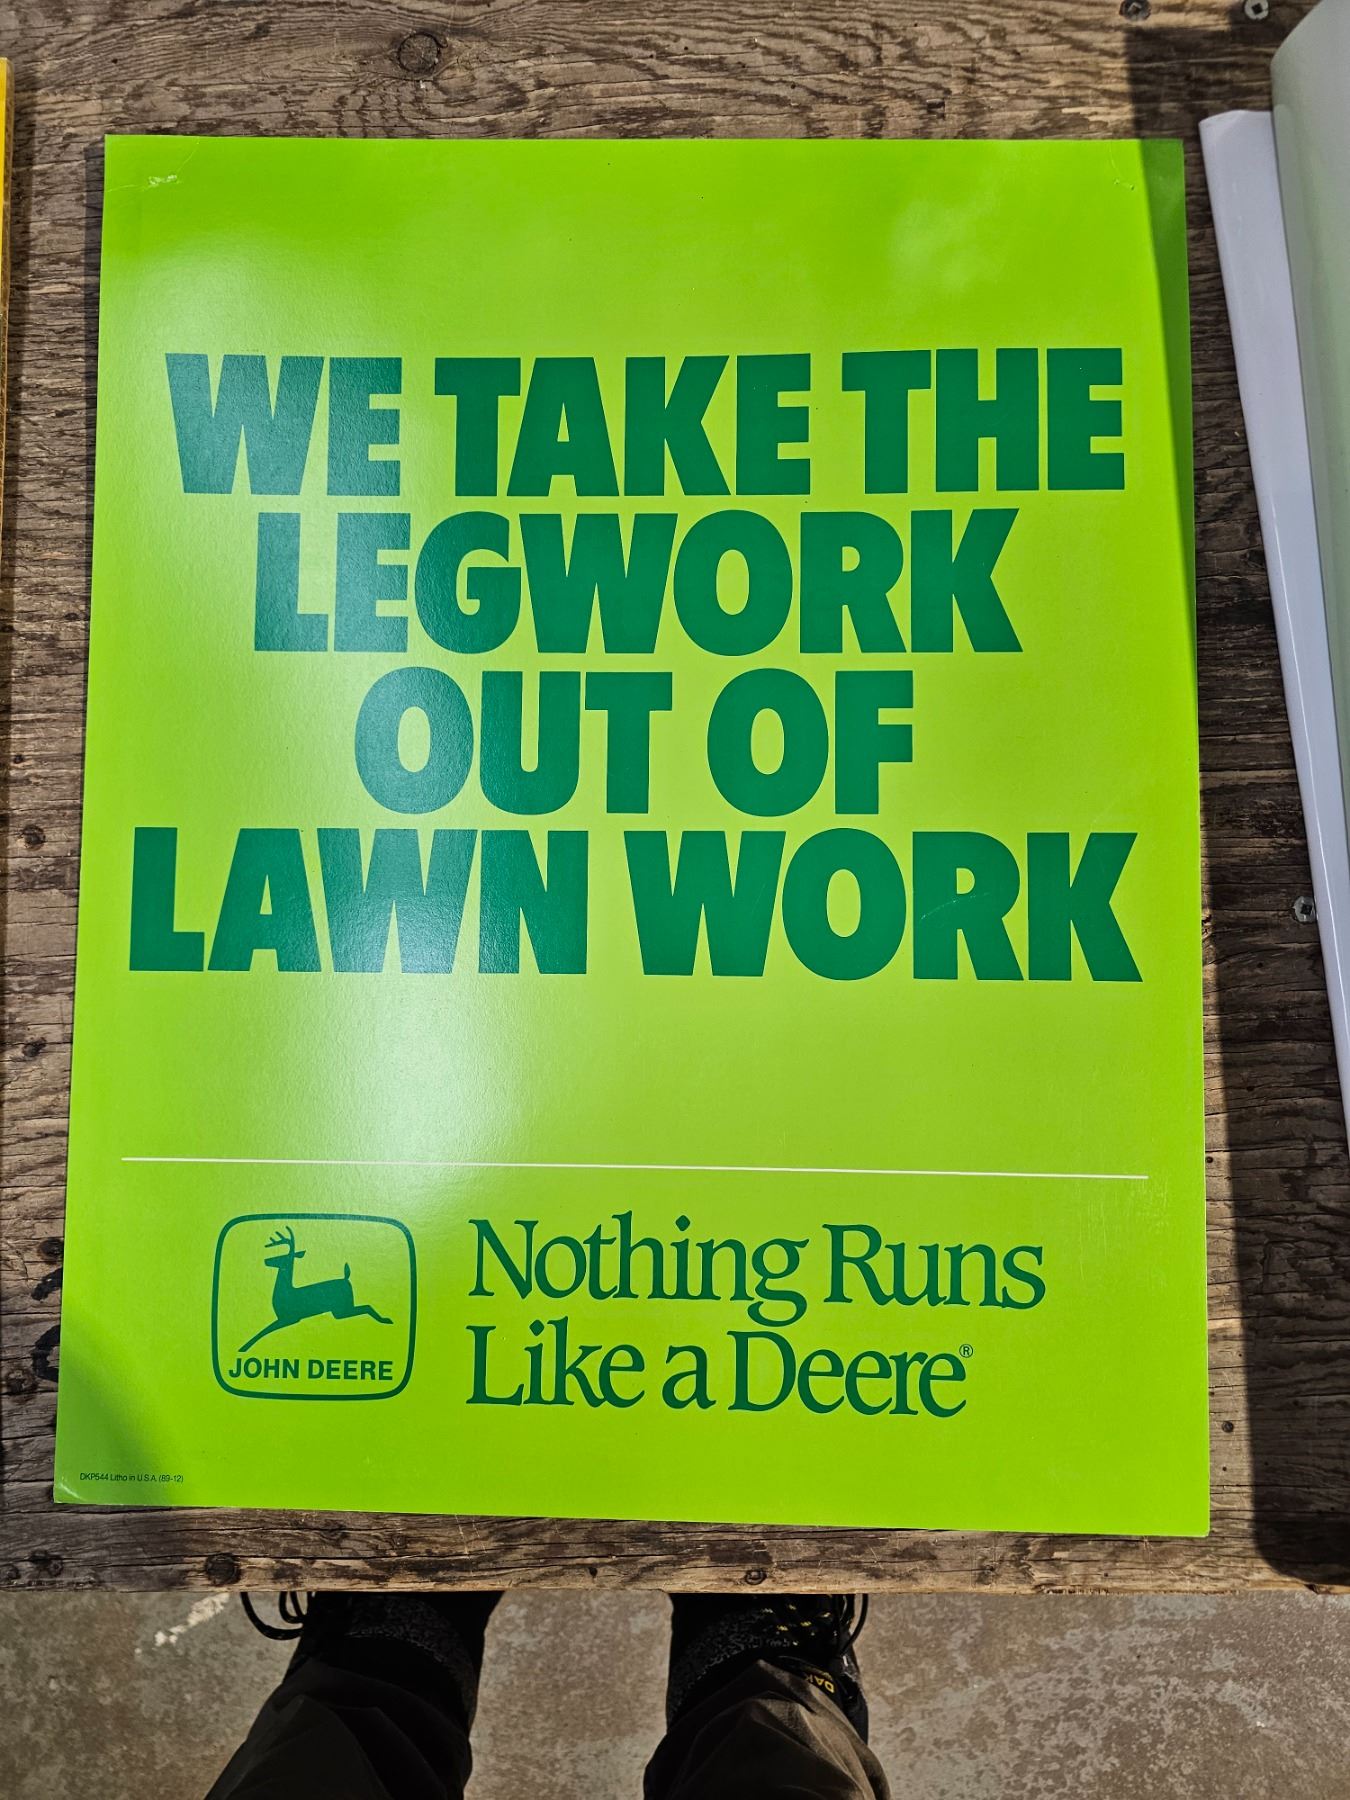 WE TAKE THE
LEGWORK
OUT OF
LAWN WORK
JOHN DEERE
Nothing Runs
Like a Deere®
DKP544 Litho in U.S.A. (89-12)